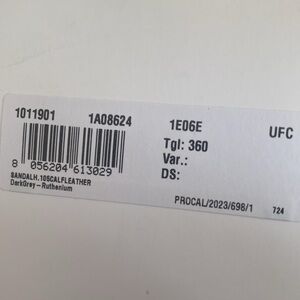 1011901 1A08624 1E06E UFC
Tgl: 360
Var.:
DS:
8 056204 613029
SANDALH.105CALFLEATHER
DarkGrey-Ruthenium
PROCAL/2023/698/1 724